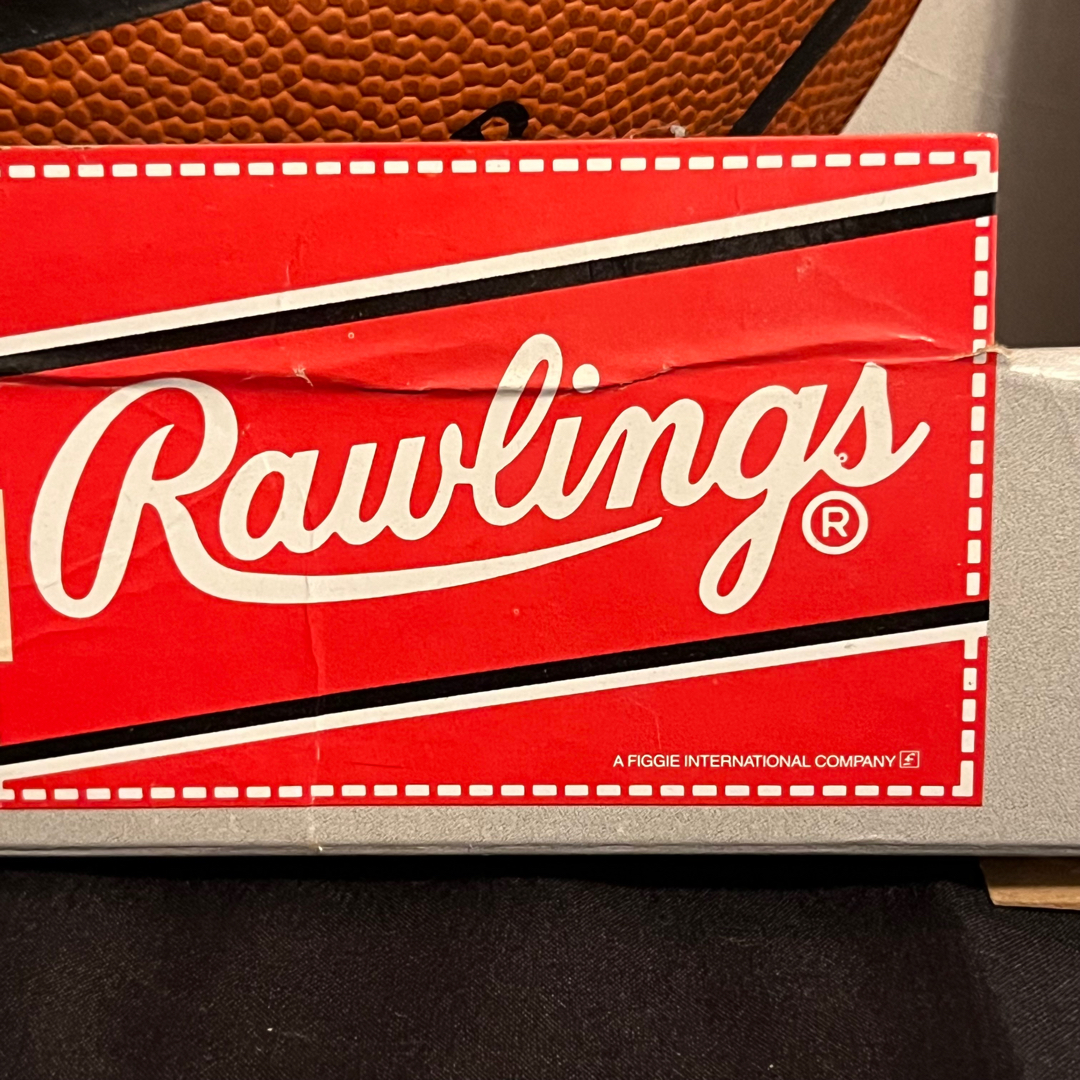 Rawlings®
A FIGGIE INTERNATIONAL COMPANY